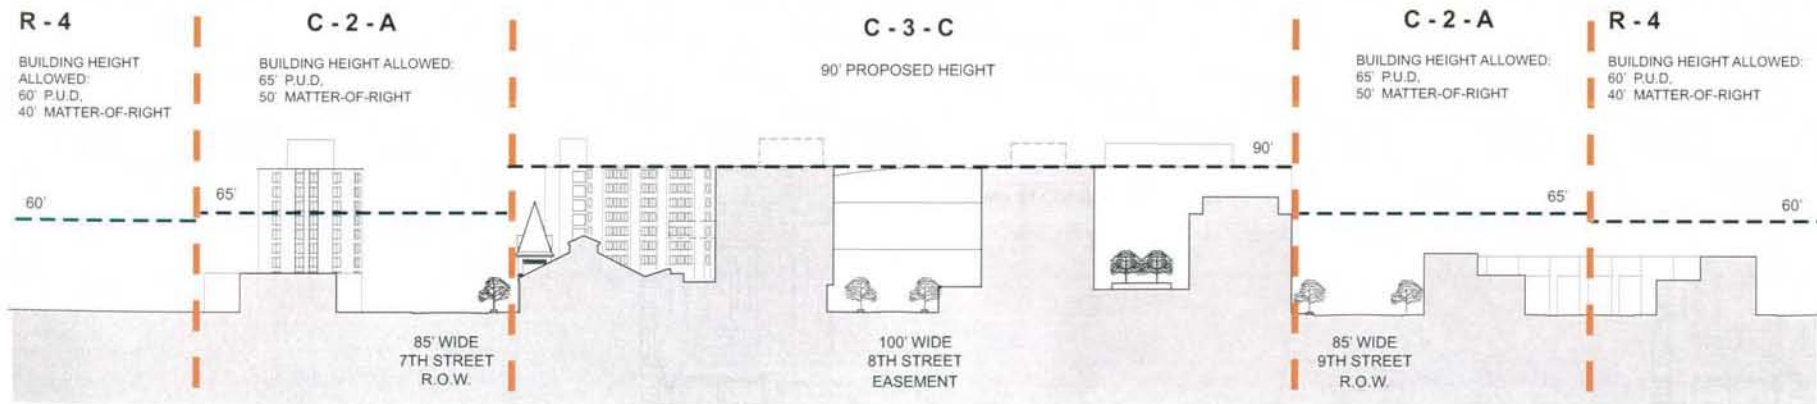 R - 4
BUILDING HEIGHT
ALLOWED:
60' P.U.D,
40' MATTER-OF-RIGHT
C - 2 - A
BUILDING HEIGHT ALLOWED:
65' P.U.D,
50' MATTER-OF-RIGHT
C - 3 - C
90' PROPOSED HEIGHT
C - 2 - A
BUILDING HEIGHT ALLOWED:
65' P.U.D,
50' MATTER-OF-RIGHT
R - 4
BUILDING HEIGHT ALLOWED:
60' P.U.D,
40' MATTER-OF-RIGHT
60'
65'
90'
65'
60'
85' WIDE
7TH STREET
R.O.W.
100' WIDE
8TH STREET
EASEMENT
85' WIDE
9TH STREET
R.O.W.